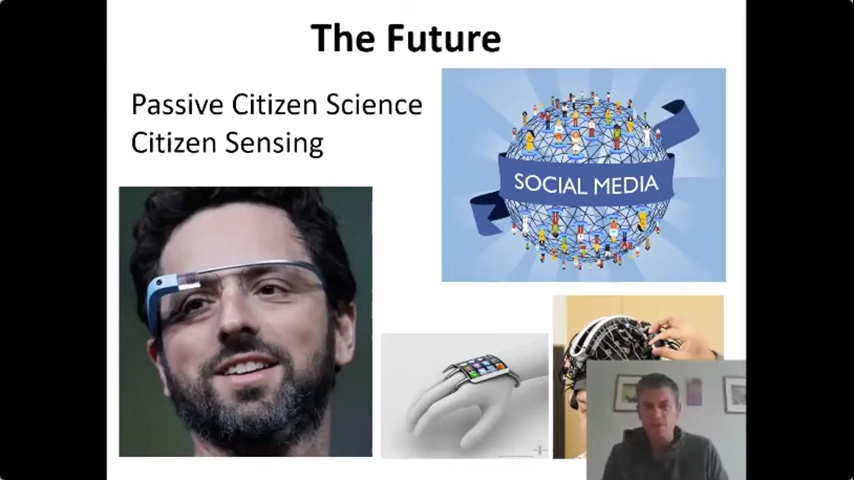 The Future
Passive Citizen Science
Citizen Sensing
SOCIAL MEDIA